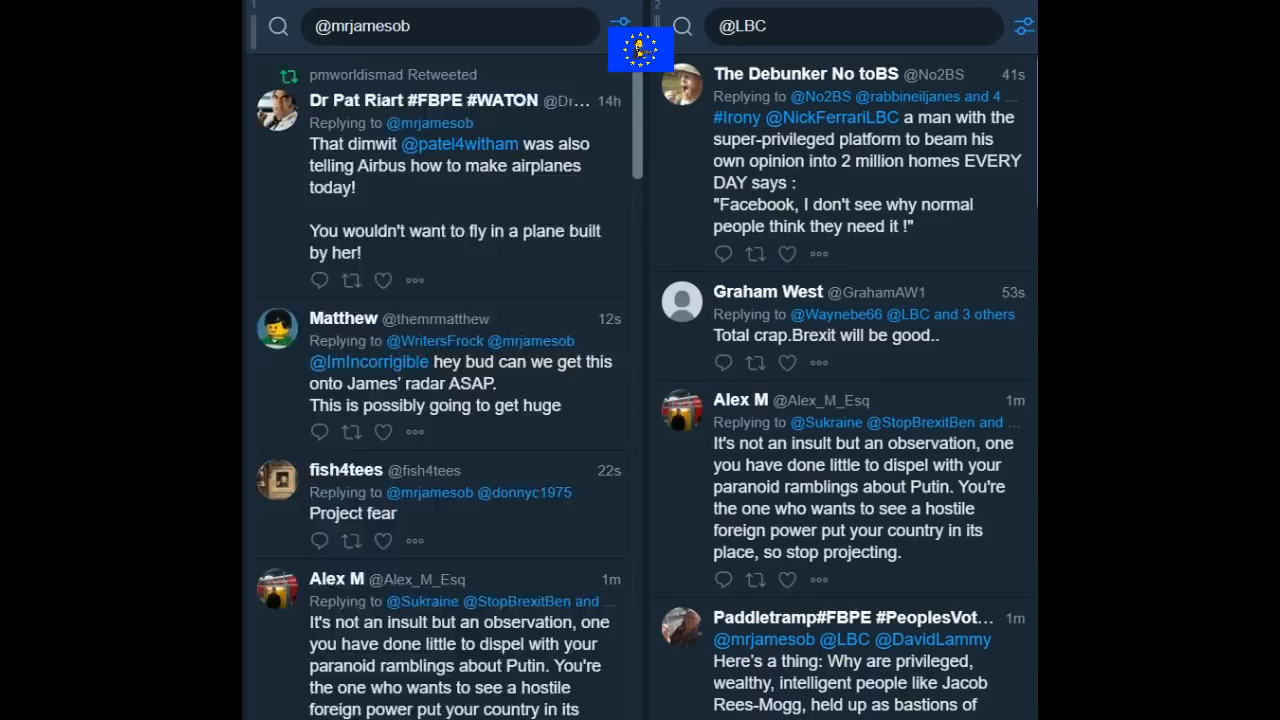 1
@mrjamesob
pmworldismad Retweeted
Dr Pat Riart #FBPE #WATON @Dr... 14h
Replying to @mrjamesob
That dimwit @patel4witham was also
telling Airbus how to make airplanes
today!
You wouldn't want to fly in a plane built
by her!
Matthew @themrmatthew 12s
Replying to @WritersFrock @mrjamesob
@ImIncorrigible hey bud can we get this
onto James’ radar ASAP.
This is possibly going to get huge
fish4tees @fish4tees 22s
Replying to @mrjamesob @donnyc1975
Project fear
Alex M @Alex_M_Esq 1m
Replying to @Sukraine @StopBrexitBen and ...
It's not an insult but an observation, one
you have done little to dispel with your
paranoid ramblings about Putin. You're
the one who wants to see a hostile
foreign power put your country in its
2
@LBC
The Debunker No toBS @No2BS 41s
Replying to @No2BS @rabbineiljanes and 4 ...
#Irony @NickFerrariLBC a man with the
super-privileged platform to beam his
own opinion into 2 million homes EVERY
DAY says :
"Facebook, I don't see why normal
people think they need it !"
Graham West @GrahamAW1 53s
Replying to @Waynebe66 @LBC and 3 others
Total crap.Brexit will be good..
Alex M @Alex_M_Esq 1m
Replying to @Sukraine @StopBrexitBen and ...
It's not an insult but an observation, one
you have done little to dispel with your
paranoid ramblings about Putin. You're
the one who wants to see a hostile
foreign power put your country in its
place, so stop projecting.
Paddletramp#FBPE #PeoplesVot... 1m
@mrjamesob @LBC @DavidLammy
Here's a thing: Why are privileged,
wealthy, intelligent people like Jacob
Rees-Mogg, held up as bastions of